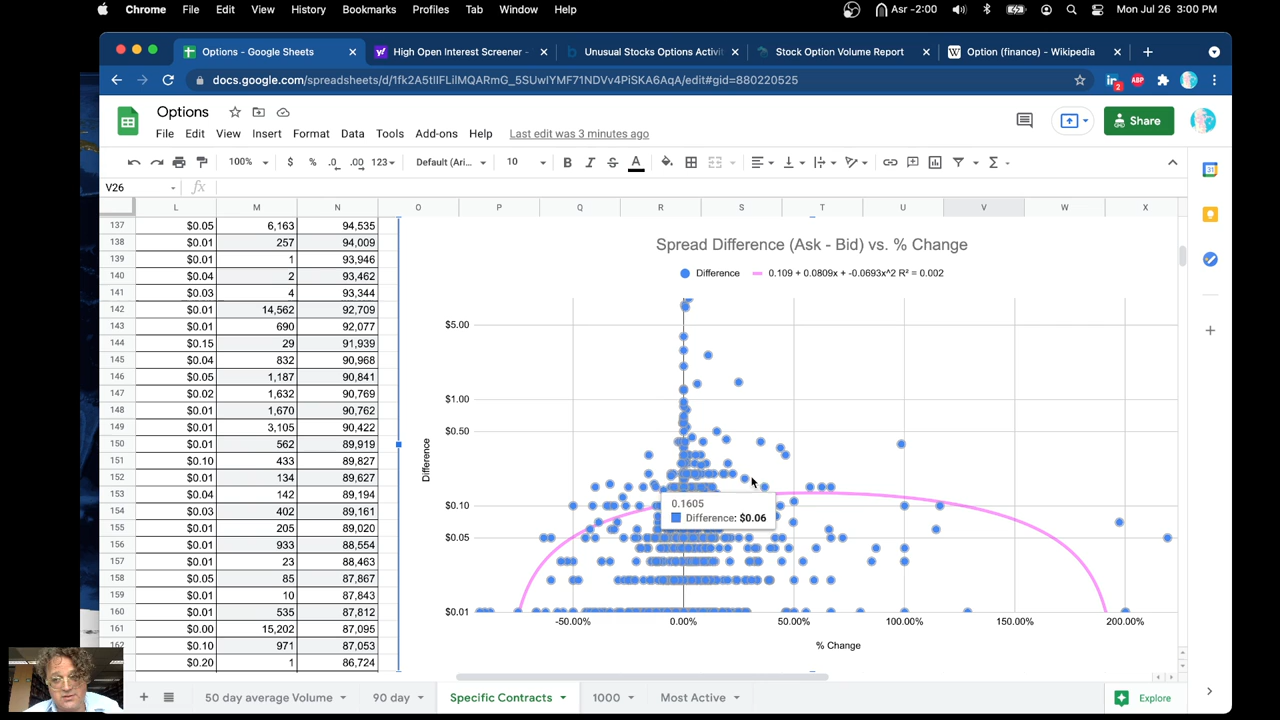 Chrome File Edit View History Bookmarks Profiles Tab Window Help Asr -2:00 Mon Jul 26 3:00 PM
Options - Google Sheets High Open Interest Screener - Unusual Stocks Options Activit Stock Option Volume Report Option (finance) - Wikipedia
docs.google.com/spreadsheets/d/1fk2A5tIIFLilMQARmG_5SUwIYMF71NDVv4PiSKA6AqA/edit#gid=880220525 2 ABP
Options
File Edit View Insert Format Data Tools Add-ons Help Last edit was 3 minutes ago Share
100% $ % .0 .00 123 Default (Ari... 10 B I S A Σ
V26 fx
31
L M N O P Q R S T U V W X
137 $0.05 6,163 94,535
138 $0.01 257 94,009
139 $0.01 1 93,946
140 $0.04 2 93,462
141 $0.03 4 93,344
142 $0.01 14,562 92,709
143 $0.01 690 92,077
144 $0.15 29 91,939
145 $0.04 832 90,968
146 $0.05 1,187 90,841
147 $0.02 1,632 90,769
148 $0.01 1,670 90,762
149 $0.01 3,105 90,422
150 $0.01 562 89,919
151 $0.10 433 89,827
152 $0.01 134 89,627
153 $0.04 142 89,194
154 $0.03 402 89,161
155 $0.01 205 89,020
156 $0.01 933 88,554
157 $0.01 23 88,463
158 $0.05 85 87,867
159 $0.01 10 87,843
160 $0.01 535 87,812
161 $0.00 15,202 87,095
162 $0.10 971 87,053
$0.20 1 86,724
Spread Difference (Ask - Bid) vs. % Change
Difference 0.109 + 0.0809x + -0.0693x^2 R² = 0.002
$5.00
$1.00
$0.50
Difference
$0.10
$0.05
$0.01
0.1605
Difference: $0.06
-50.00% 0.00% 50.00% 100.00% 150.00% 200.00%
% Change
50 day average Volume 90 day Specific Contracts 1000 Most Active Explore